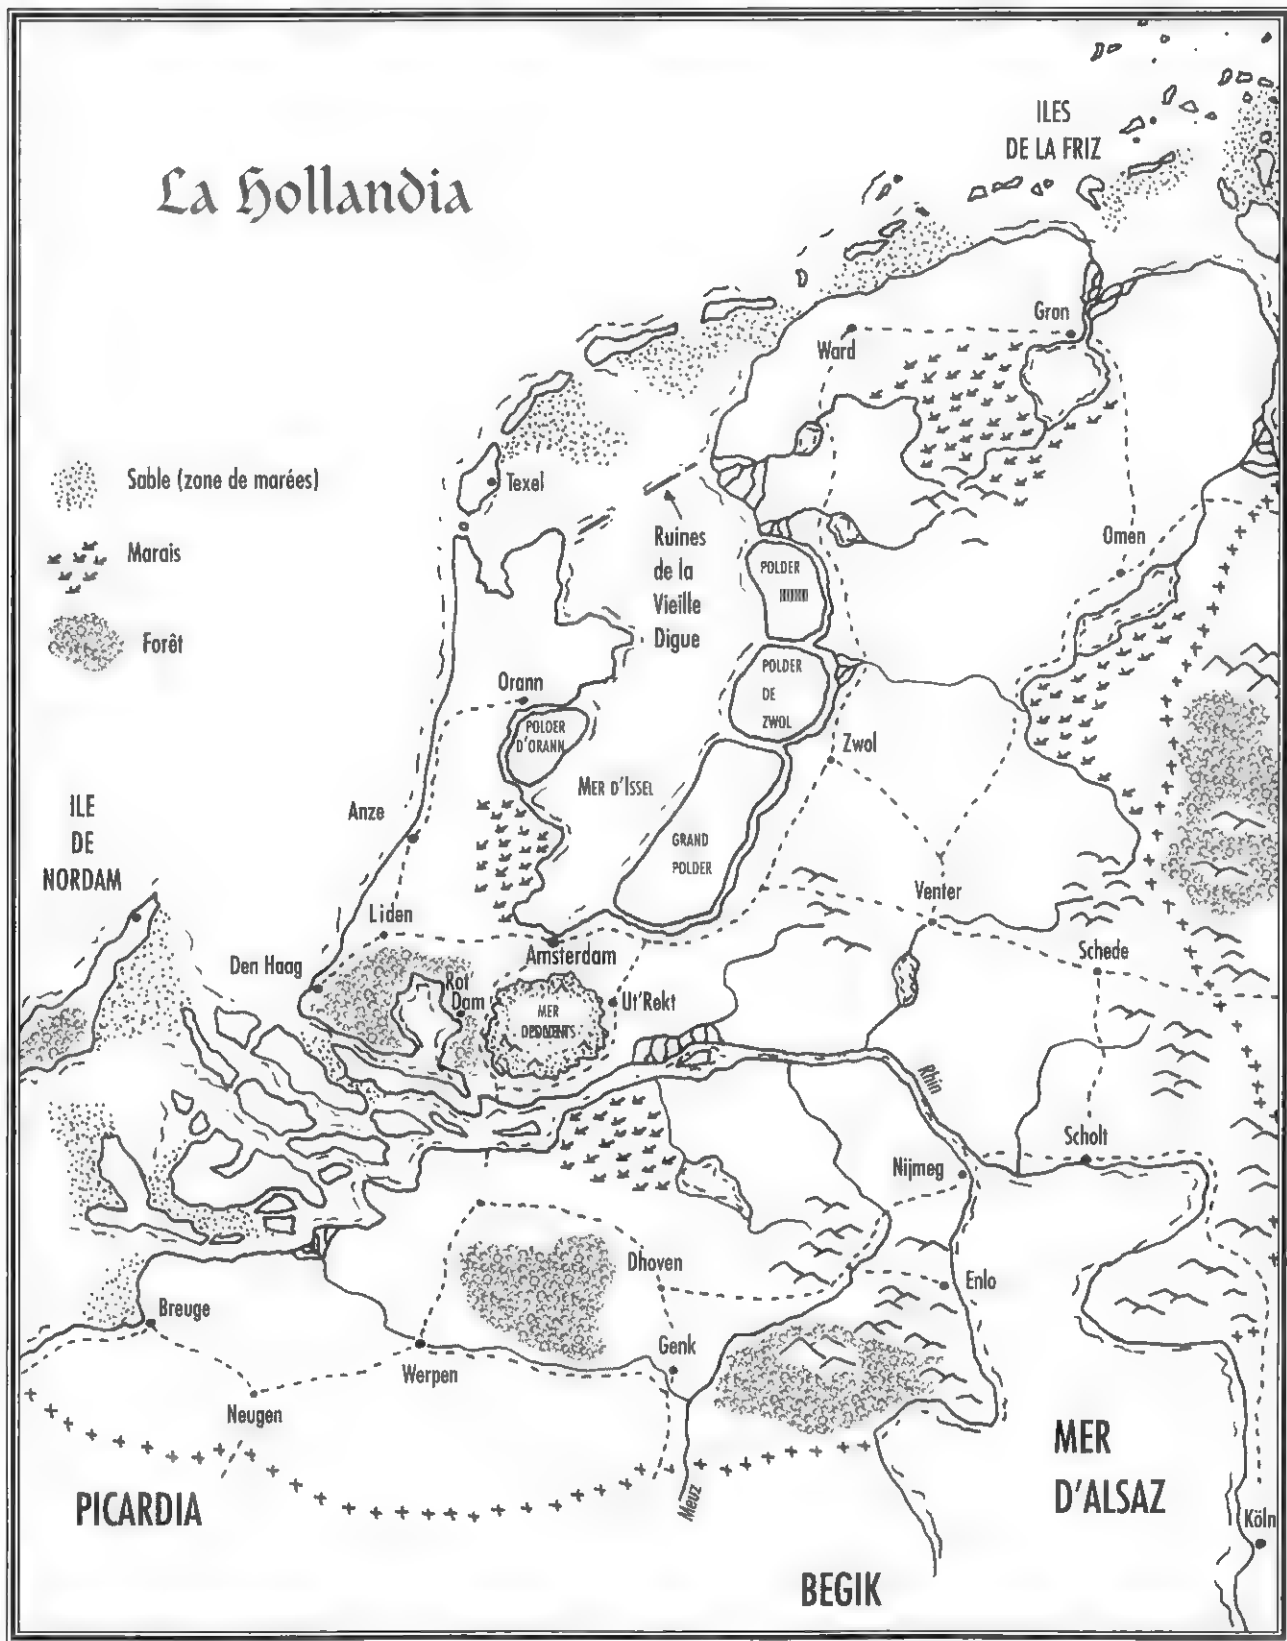 La Hollandia
ILES
DE LA FRIZ
Gron
Ward
Sable (zone de marées)
Marais
Forêt
Texel
Ruines
de la
Vieille
Digue
Omen
POLDER
POLDER
DE
ZWOL
Orann
POLDER
D'ORANN
Zwol
MER D'ISSEL
ILE
DE
NORDAM
Anze
GRAND
POLDER
Venter
Liden
Amsterdam
Schede
Den Haag
Rot
Dam
Ut'Rekt
MER
Rhin
Scholt
Nijmeg
Dhoven
Enlo
Breuge
Genk
Werpen
Neugen
PICARDIA
Meuz
MER
D'ALSAZ
Köln
BEGIK